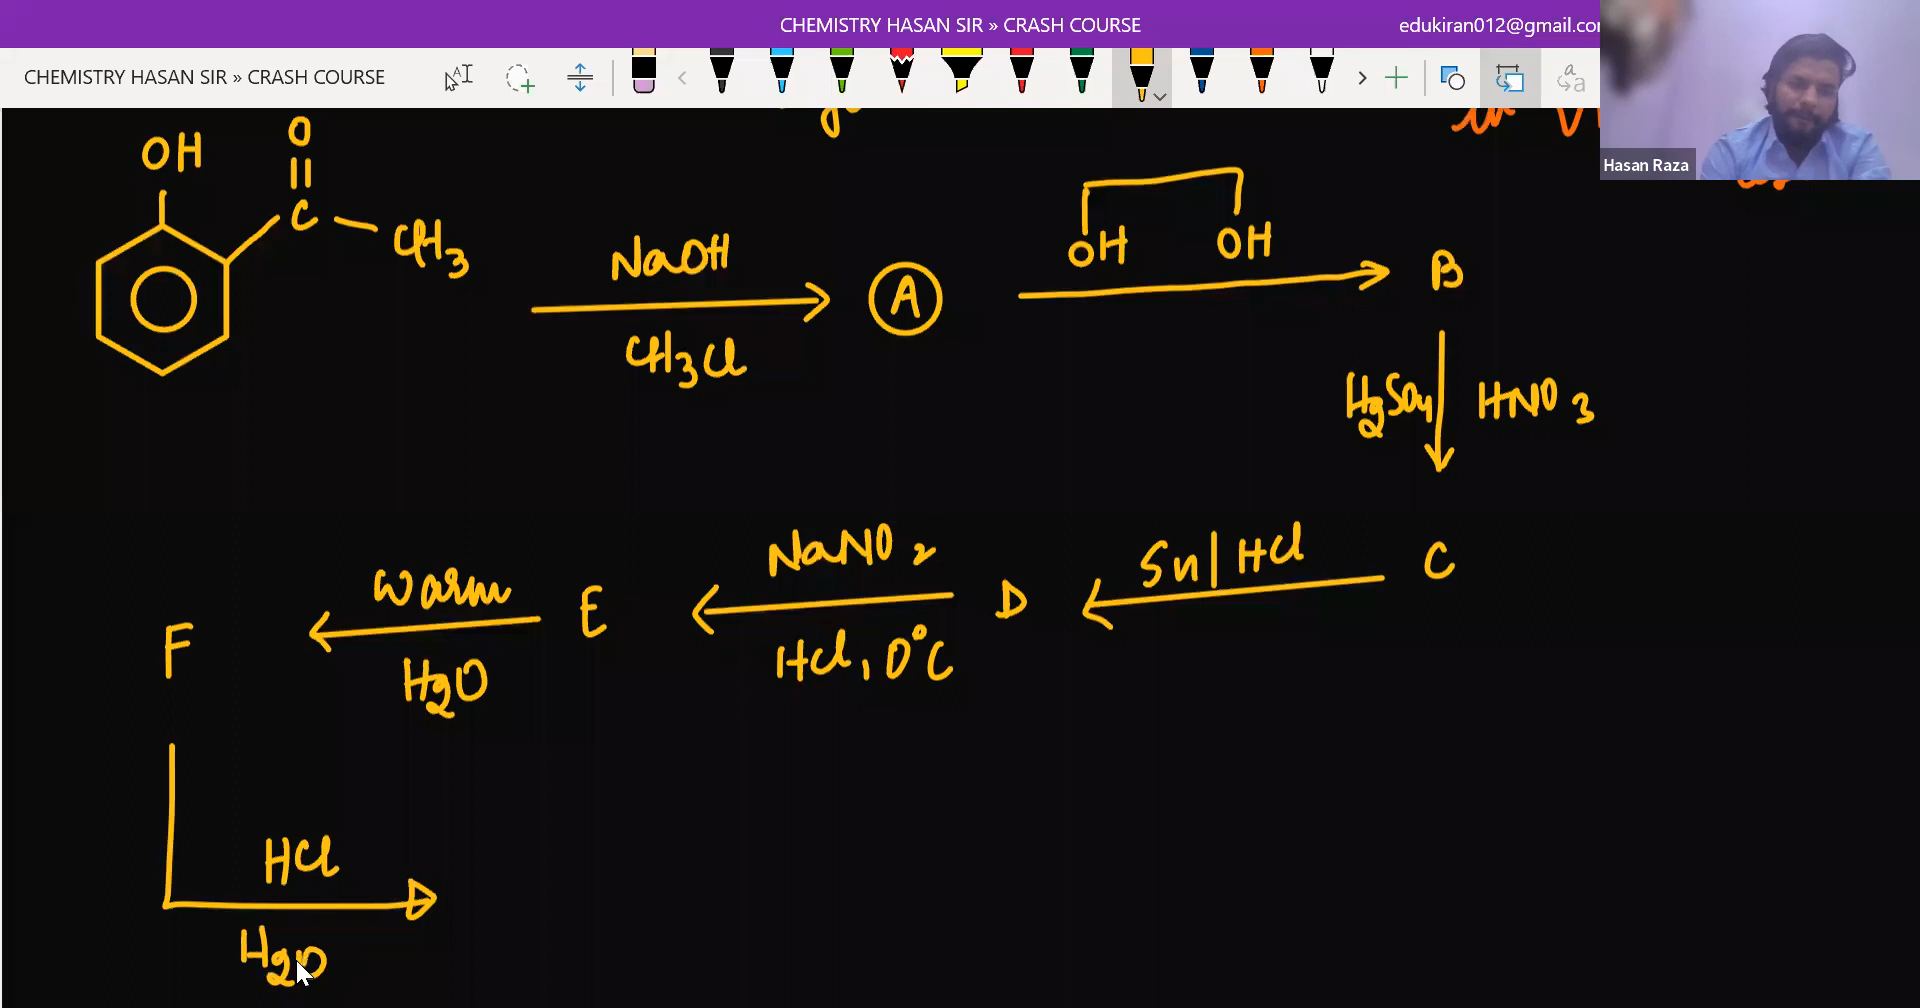 CHEMISTRY HASAN SIR » CRASH COURSE
edukiran012@gmail.co
CHEMISTRY HASAN SIR » CRASH COURSE
Hasan Raza
OH
O
C
CH3
NaOH
CH3Cl
A
OH OH
B
H2SO4 HNO3
C
Sn|HCl
D
NaNO2
HCl, 0°C
E
Warm
H2O
F
HCl
H2O